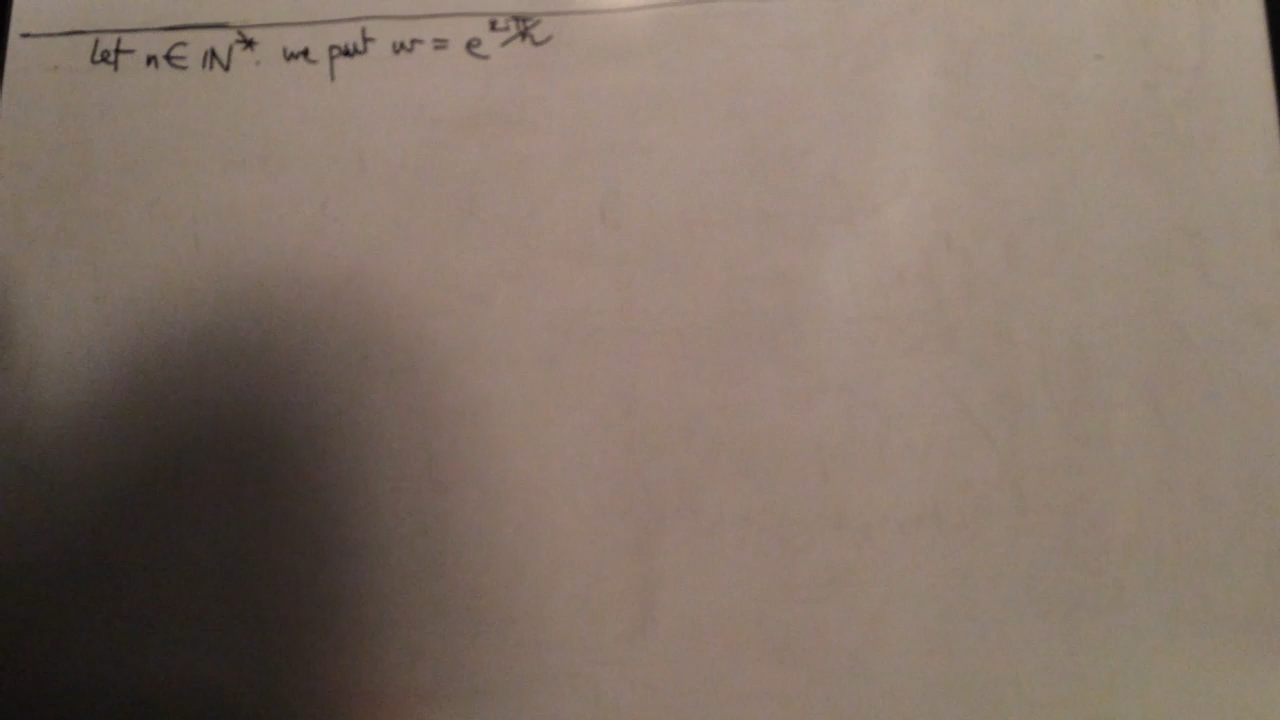 Let n ∈ ℕ*. we put w = e^{2iπ/n}